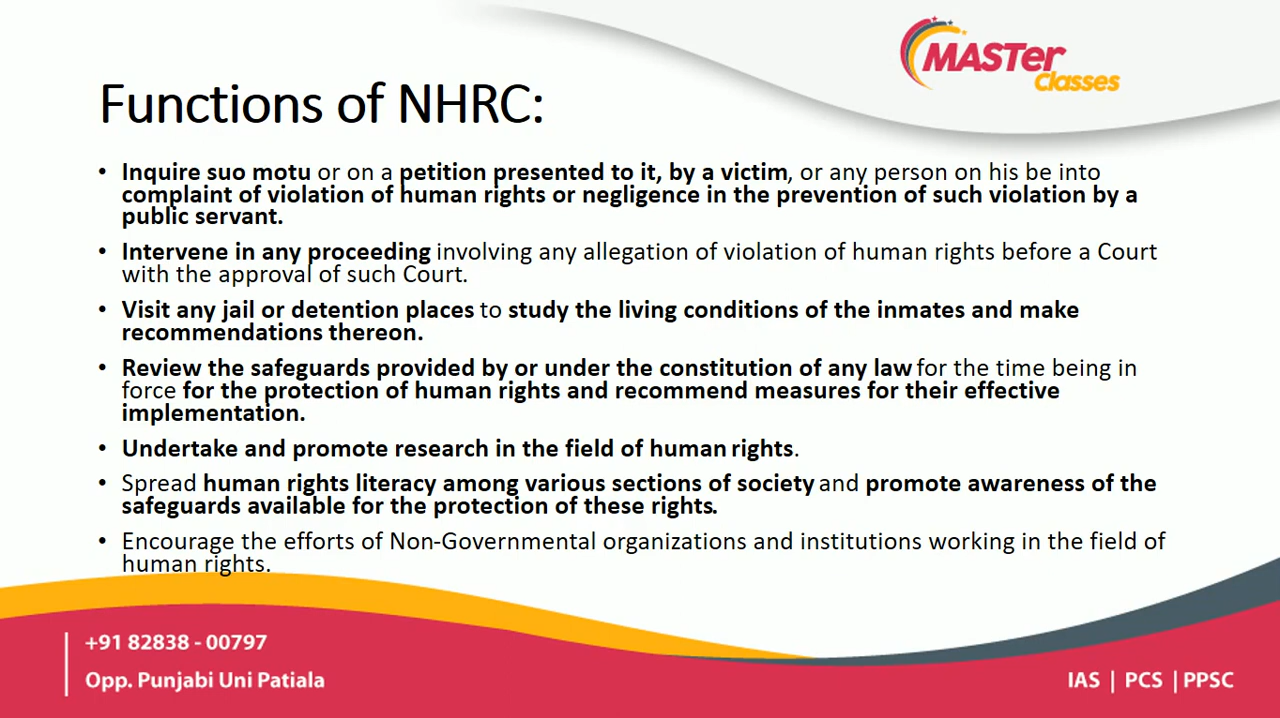 MASTer
Classes
Functions of NHRC:
• Inquire suo motu or on a petition presented to it, by a victim, or any person on his be into
complaint of violation of human rights or negligence in the prevention of such violation by a
public servant.
• Intervene in any proceeding involving any allegation of violation of human rights before a Court
with the approval of such Court.
• Visit any jail or detention places to study the living conditions of the inmates and make
recommendations thereon.
• Review the safeguards provided by or under the constitution of any law for the time being in
force for the protection of human rights and recommend measures for their effective
implementation.
• Undertake and promote research in the field of human rights.
• Spread human rights literacy among various sections of society and promote awareness of the
safeguards available for the protection of these rights.
• Encourage the efforts of Non-Governmental organizations and institutions working in the field of
human rights.
+91 82838 - 00797
Opp. Punjabi Uni Patiala
IAS | PCS | PPSC